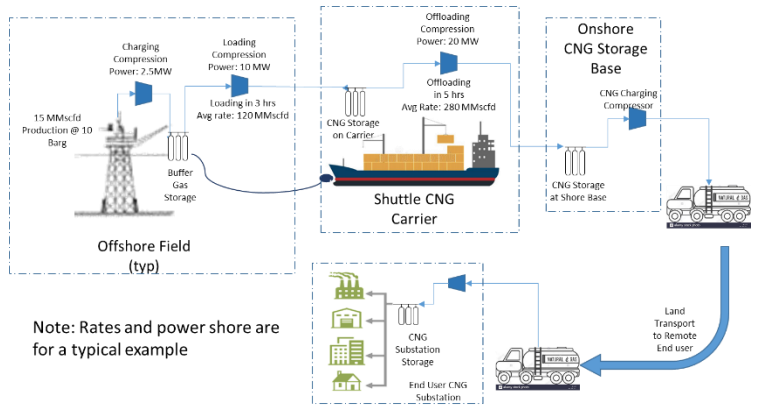 Charging
Compression
Power: 2.5MW
Loading
Compression
Power: 10 MW
Loading in 3 hrs
Avg rate: 120 MMscfd
15 MMscfd
Production @ 10
Barg
Buffer
Gas
Storage
Offshore Field
(typ)
Offloading
Compression
Power: 20 MW
Offloading
in 5 hrs
Avg Rate: 280 MMscfd
CNG Storage
on Carrier
Shuttle CNG
Carrier
Onshore
CNG Storage
Base
CNG Charging
Compressor
CNG Storage
at Shore Base
NATURAL GAS
Land
Transport
to Remote
End user
CNG
Substation
Storage
End User CNG
Substation
NATURAL GAS
Note: Rates and power shore are
for a typical example